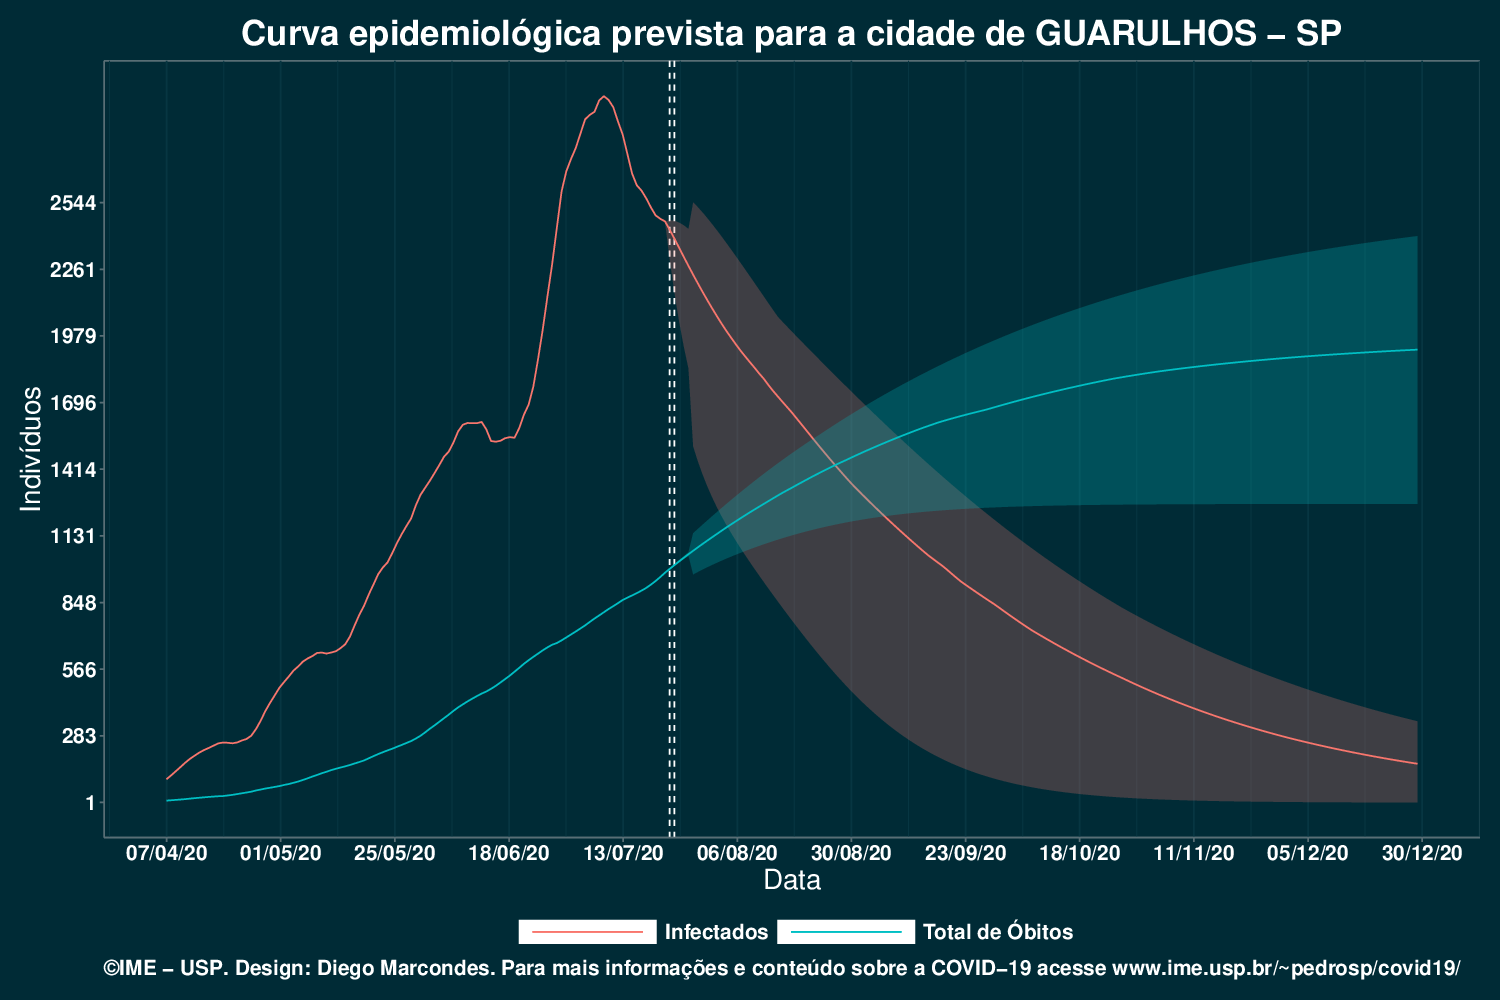 Curva epidemiológica prevista para a cidade de GUARULHOS – SP
Indivíduos
2544
2261
1979
1696
1414
1131
848
566
283
1
07/04/20 01/05/20 25/05/20 18/06/20 13/07/20 06/08/20 30/08/20 23/09/20 18/10/20 11/11/20 05/12/20 30/12/20
Data
Infectados Total de Óbitos
©IME – USP. Design: Diego Marcondes. Para mais informações e conteúdo sobre a COVID–19 acesse www.ime.usp.br/~pedrosp/covid19/